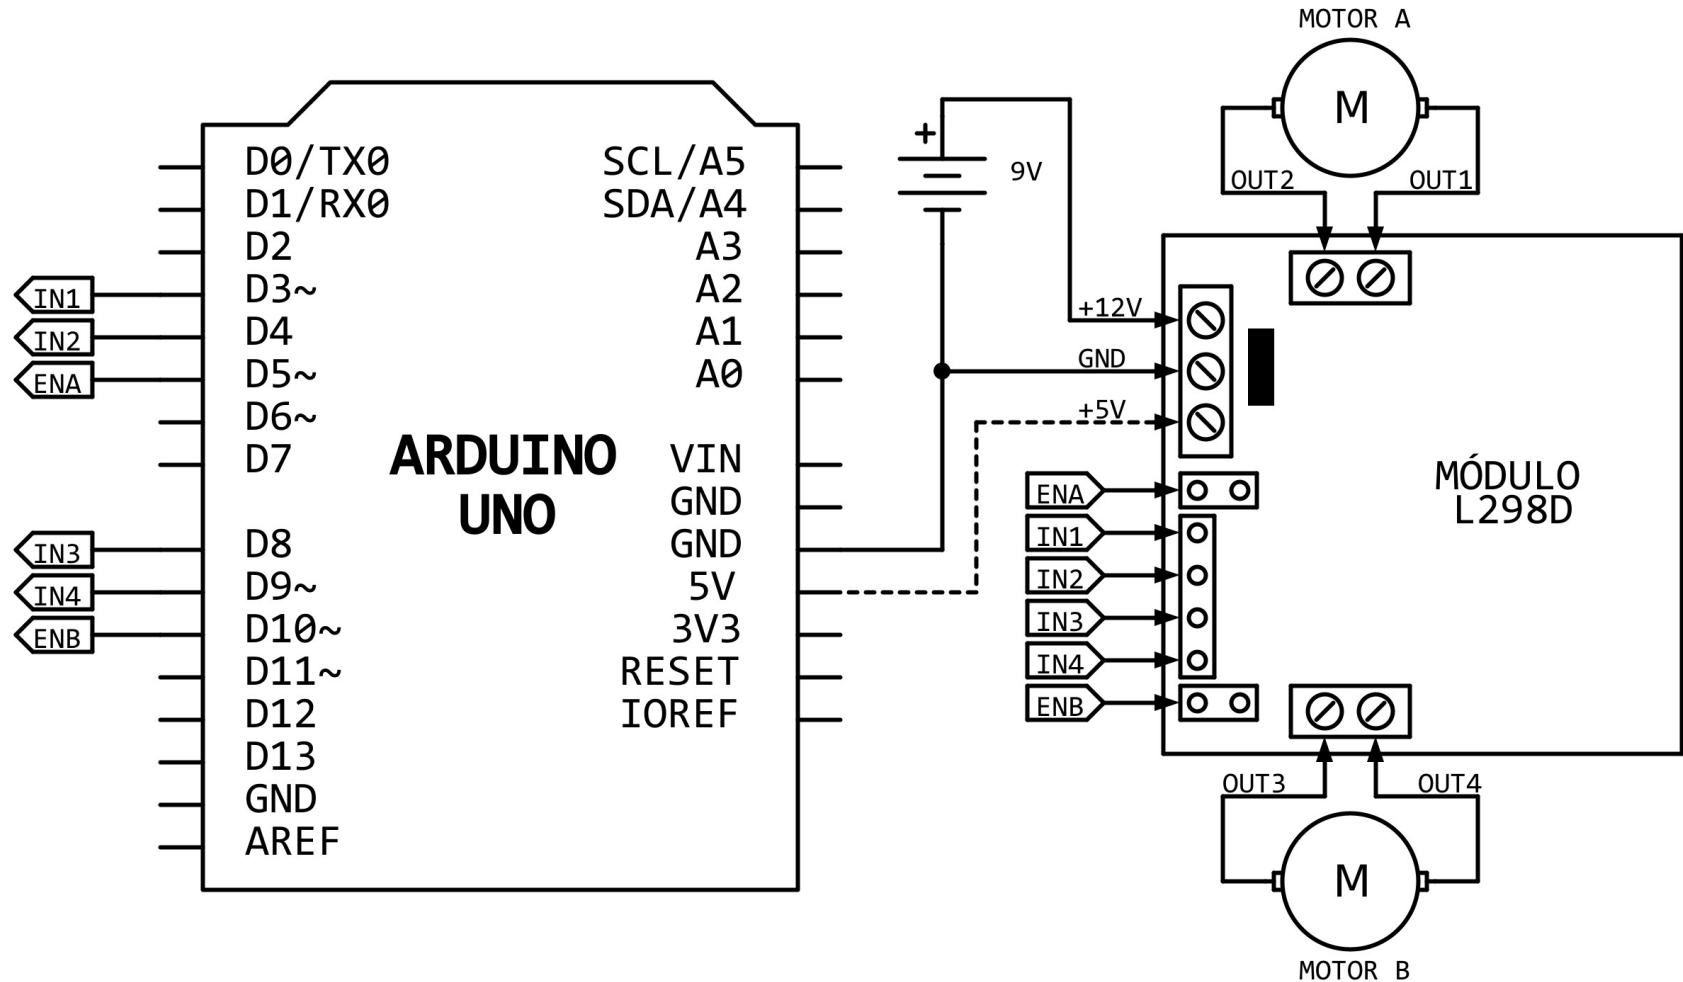 MOTOR A
M
OUT2
OUT1
D0/TX0
D1/RX0
D2
D3~
D4
D5~
D6~
D7
D8
D9~
D10~
D11~
D12
D13
GND
AREF
IN1
IN2
ENA
IN3
IN4
ENB
ARDUINO
UNO
SCL/A5
SDA/A4
A3
A2
A1
A0
VIN
GND
GND
5V
3V3
RESET
IOREF
+
9V
+12V
GND
+5V
ENA
IN1
IN2
IN3
IN4
ENB
MÓDULO
L298D
OUT3
OUT4
M
MOTOR B